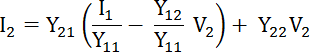 I₂ = Y₂₁ ( I₁/Y₁₁ − Y₁₂/Y₁₁ V₂ ) + Y₂₂V₂